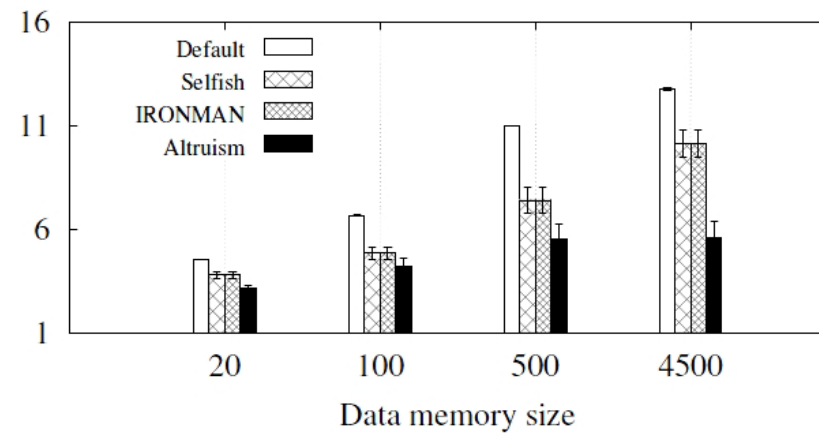 16
11
6
1
Default
Selfish
IRONMAN
Altruism
20 100 500 4500
Data memory size